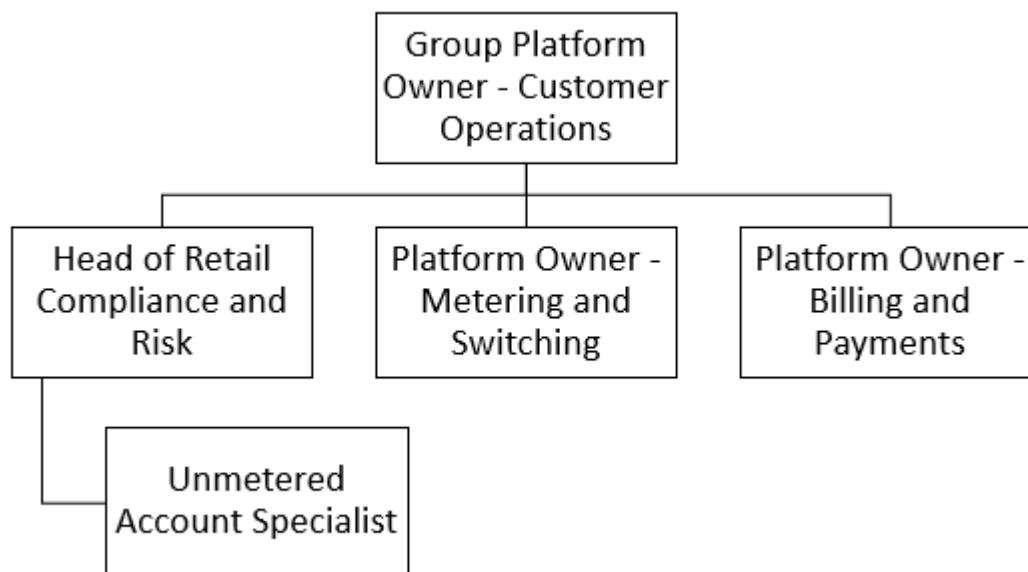 Group Platform
Owner - Customer
Operations
Head of Retail
Compliance and
Risk
Platform Owner -
Metering and
Switching
Platform Owner -
Billing and
Payments
Unmetered
Account Specialist